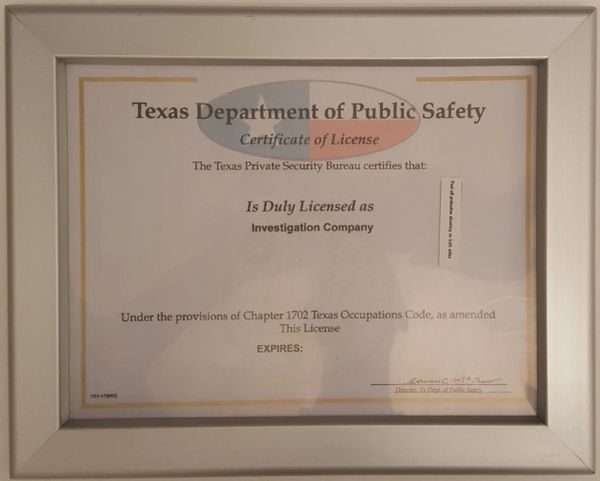 Texas Department of Public Safety
Certificate of License
The Texas Private Security Bureau certifies that:
Is Duly Licensed as
Investigation Company
Under the provisions of Chapter 1702 Texas Occupations Code, as amended
This License
EXPIRES:
Director, Tx Dept. of Public Safety